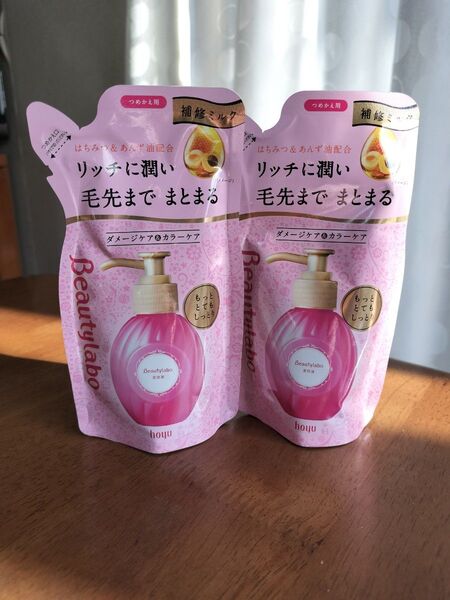 つめかえ用
補修ミルク
はちみつ&あんず油配合
リッチに潤い
毛先まで まとまる
ダメージケア&カラーケア
Beautylabo
もっと
とても
しっとり
Beautylabo
美容液
hoyu
つめかえ用
補修ミルク
はちみつ&あんず油配合
リッチに潤い
毛先まで まとまる
ダメージケア&カラーケア
Beautylabo
もっと
とても
しっとり
Beautylabo
美容液
hoyu